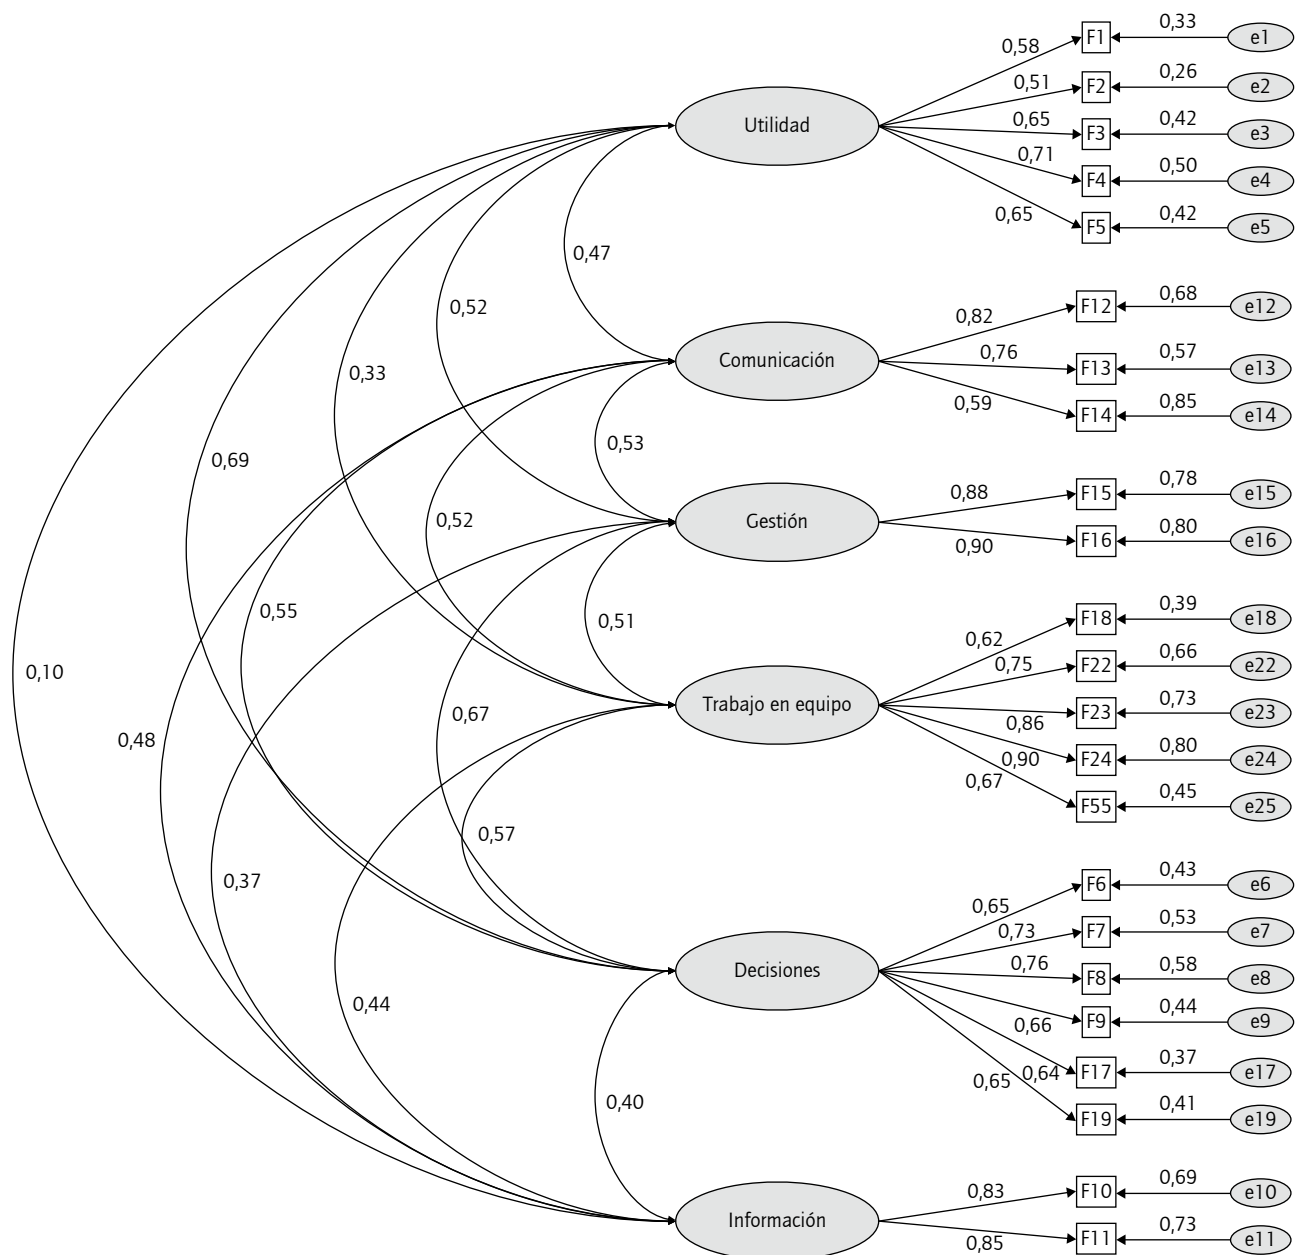 0,33
F1
e1
0,58
0,26
0,51
F2
e2
Utilidad
0,42
0,65
F3
e3
0,50
0,71
F4
e4
0,42
0,65
F5
e5
0,47
0,68
F12
e12
0,52
0,82
Comunicación
0,57
0,76
F13
e13
0,33
0,85
0,59
F14
e14
0,53
0,69
0,78
0,88
F15
e15
0,52
Gestión
0,80
0,90
F16
e16
0,55
0,39
0,51
F18
e18
0,62
0,66
0,75
F22
e22
0,10
Trabajo en equipo
0,73
F23
e23
0,67
0,86
0,48
0,80
0,90
F24
e24
0,67
0,45
F55
e25
0,57
0,43
0,37
F6
e6
0,65
0,53
0,73
F7
e7
Decisiones
0,58
0,76
F8
e8
0,44
0,44
F9
e9
0,66
0,37
0,64
F17
e17
0,65
0,40
0,41
F19
e19
0,69
0,83
F10
e10
Información
0,73
0,85
F11
e11